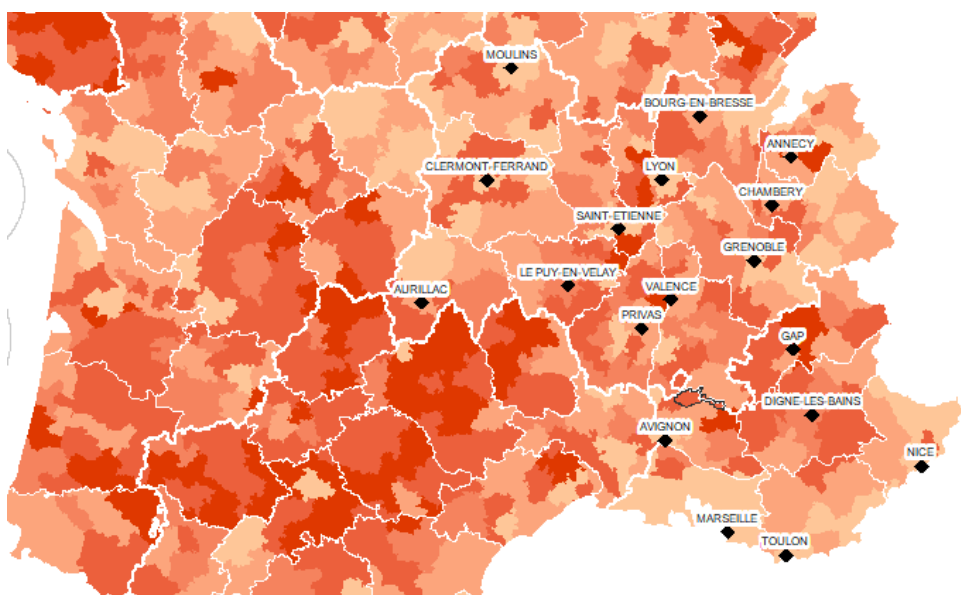 MOULINS
BOURG-EN-BRESSE
ANNECY
CLERMONT-FERRAND
LYON
CHAMBERY
SAINT-ETIENNE
GRENOBLE
LE PUY-EN-VELAY
AURILLAC
VALENCE
PRIVAS
GAP
DIGNE-LES-BAINS
AVIGNON
NICE
MARSEILLE
TOULON